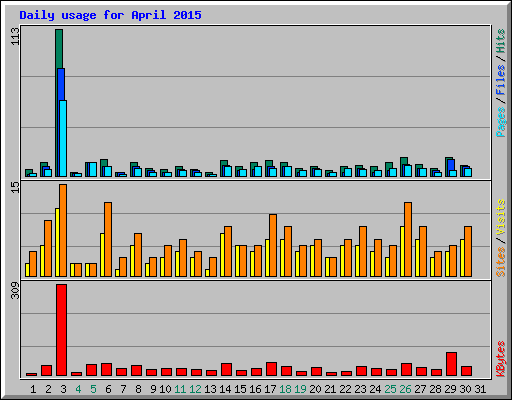 Daily usage for April 2015
113
Pages / Files / Hits
15
Sites / Visits
309
KBytes
1 2 3 4 5 6 7 8 9 10 11 12 13 14 15 16 17 18 19 20 21 22 23 24 25 26 27 28 29 30 31